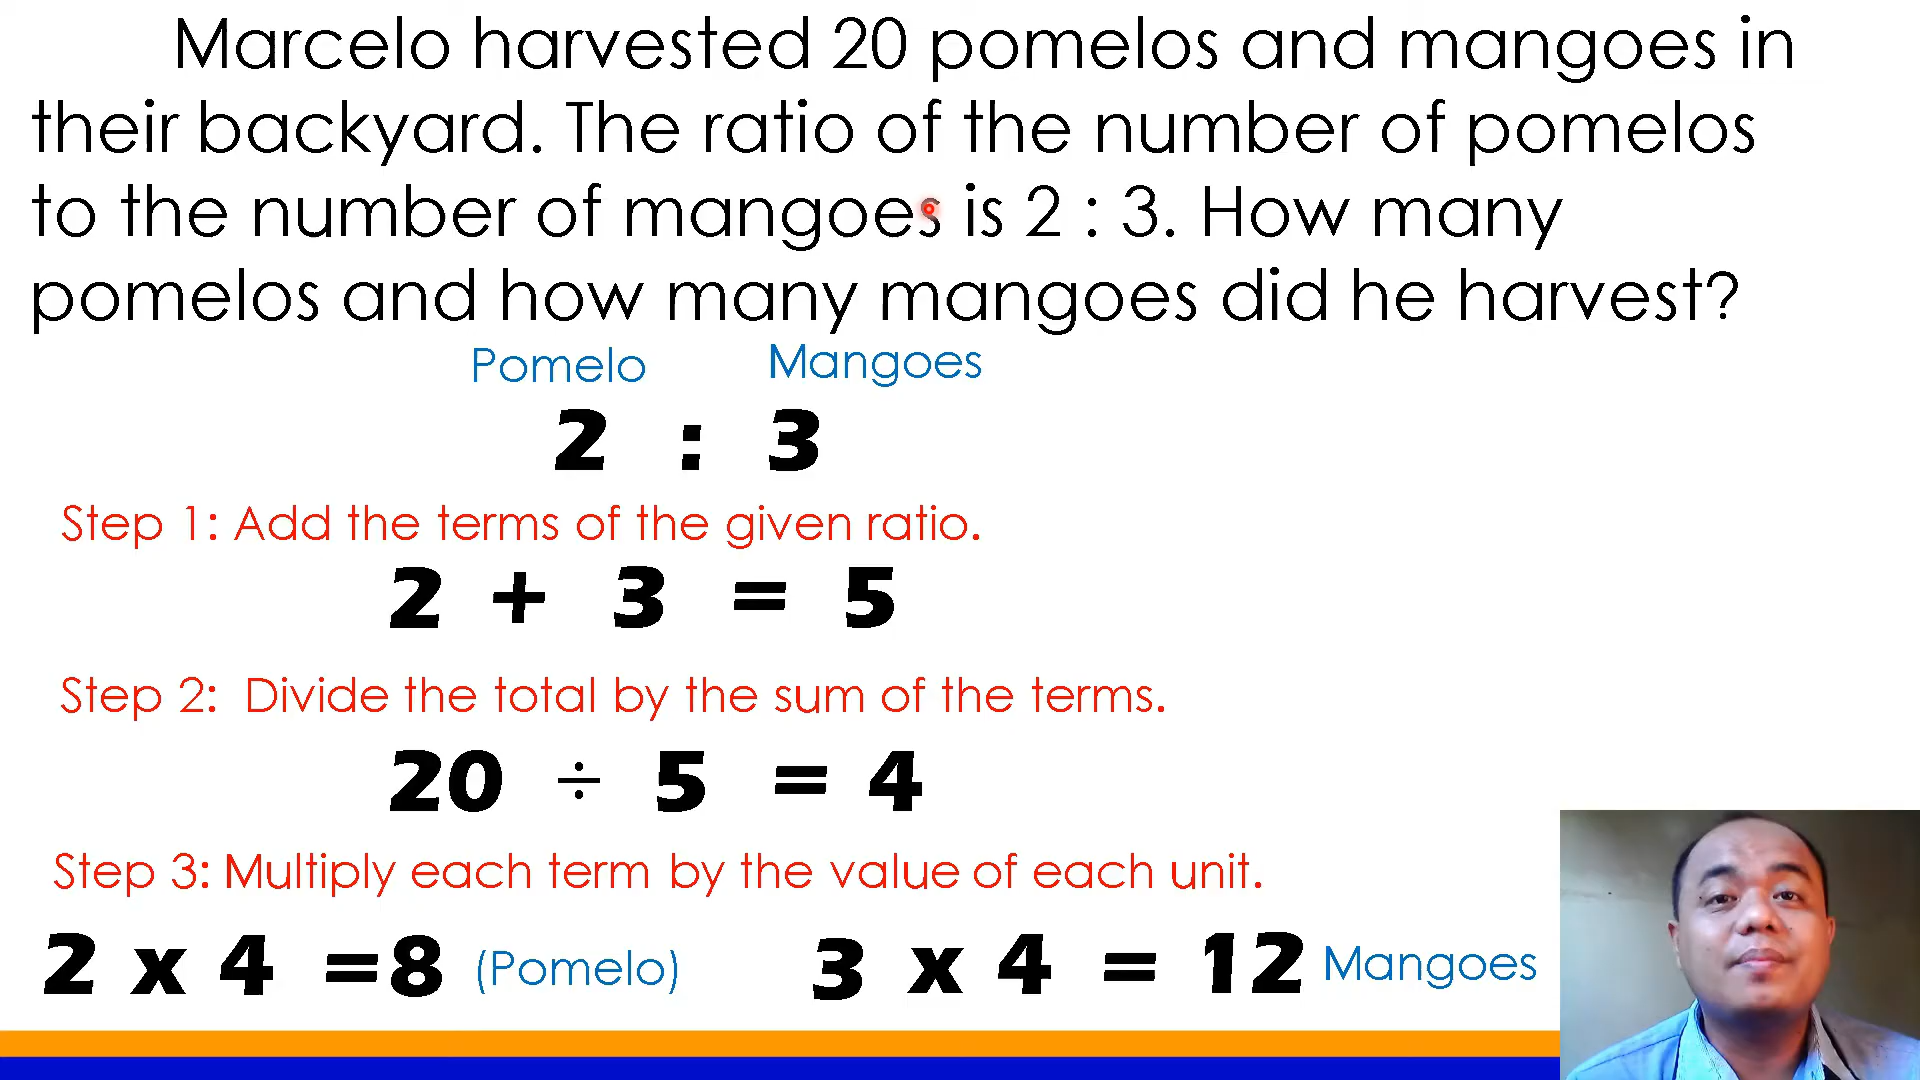 Marcelo harvested 20 pomelos and mangoes in
their backyard. The ratio of the number of pomelos
to the number of mangoes is 2 : 3. How many
pomelos and how many mangoes did he harvest?
Pomelo Mangoes
2 : 3
Step 1: Add the terms of the given ratio.
2 + 3 = 5
Step 2: Divide the total by the sum of the terms.
20 ÷ 5 = 4
Step 3: Multiply each term by the value of each unit.
2 x 4 =8 (Pomelo) 3 x 4 = 12 Mangoes